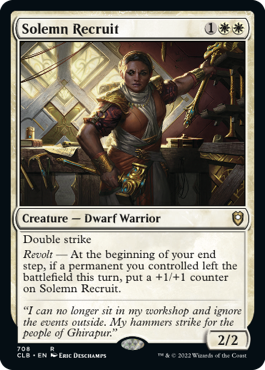 Solemn Recruit 1
Creature — Dwarf Warrior
Double strike
Revolt — At the beginning of your end
step, if a permanent you controlled left the
battlefield this turn, put a +1/+1 counter
on Solemn Recruit.
“I can no longer sit in my workshop and ignore
the events outside. My hammers strike for the
people of Ghirapur.”
2/2
708 R
CLB • EN Eric Deschamps
™ & © 2022 Wizards of the Coast